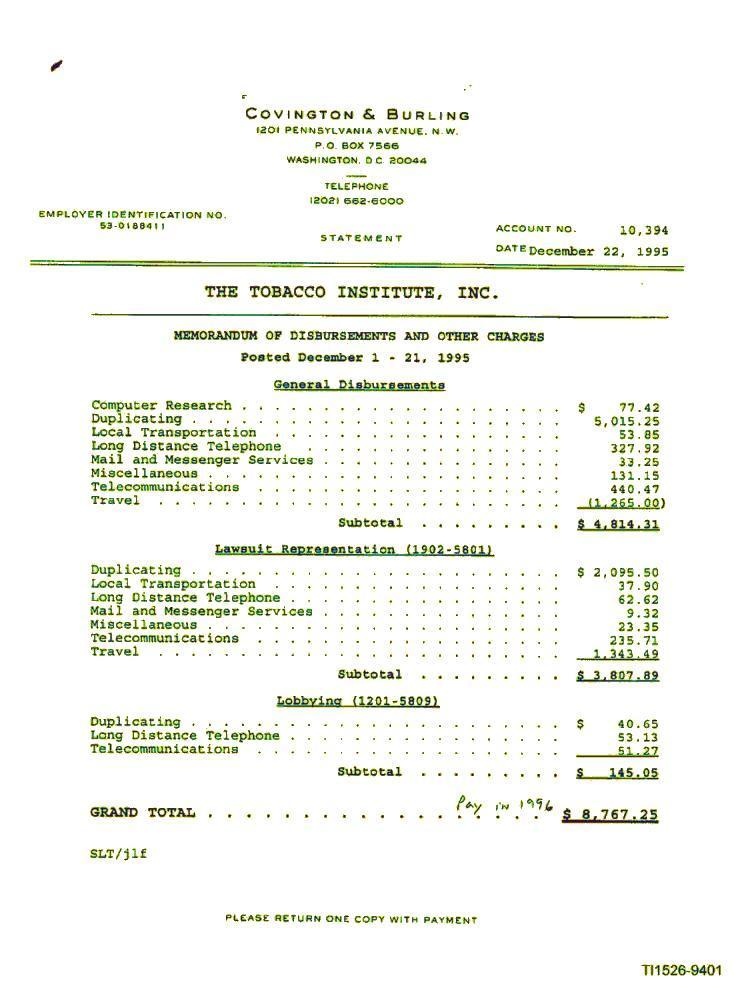 COVINGTON & BURLING
1201 PENNSYLVANIA AVENUE, N.W.
P.O. BOX 7566
WASHINGTON, D.C. 20044
TELEPHONE
(202) 662-6000
EMPLOYER IDENTIFICATION NO.
53-0188411
STATEMENT
ACCOUNT NO. 10,394
DATE December 22, 1995
THE TOBACCO INSTITUTE, INC.
MEMORANDUM OF DISBURSEMENTS AND OTHER CHARGES
Posted December 1 - 21, 1995
General Disbursements
Computer Research . . . . . . . . . . . . . . . . . . . . $ 77.42
Duplicating . . . . . . . . . . . . . . . . . . . . . . . 5,015.25
Local Transportation . . . . . . . . . . . . . . . . . . 53.85
Long Distance Telephone . . . . . . . . . . . . . . . . . 327.92
Mail and Messenger Services . . . . . . . . . . . . . . . 33.25
Miscellaneous . . . . . . . . . . . . . . . . . . . . . . 131.15
Telecommunications . . . . . . . . . . . . . . . . . . . 440.47
Travel . . . . . . . . . . . . . . . . . . . . . . . . . (1,265.00)
Subtotal . . . . . . . . . $ 4,814.31
Lawsuit Representation (1902-5801)
Duplicating . . . . . . . . . . . . . . . . . . . . . . . $ 2,095.50
Local Transportation . . . . . . . . . . . . . . . . . . 37.90
Long Distance Telephone . . . . . . . . . . . . . . . . . 62.62
Mail and Messenger Services . . . . . . . . . . . . . . . 9.32
Miscellaneous . . . . . . . . . . . . . . . . . . . . . . 23.35
Telecommunications . . . . . . . . . . . . . . . . . . . 235.71
Travel . . . . . . . . . . . . . . . . . . . . . . . . . 1,343.49
Subtotal . . . . . . . . . $ 3,807.89
Lobbying (1201-5809)
Duplicating . . . . . . . . . . . . . . . . . . . . . . . $ 40.65
Long Distance Telephone . . . . . . . . . . . . . . . . . 53.13
Telecommunications . . . . . . . . . . . . . . . . . . . 51.27
Subtotal . . . . . . . . . $ 145.05
Pay in 1996
GRAND TOTAL . . . . . . . . . . . . . . . . . . . $ 8,767.25
SLT/jlf
PLEASE RETURN ONE COPY WITH PAYMENT
TI1526-9401